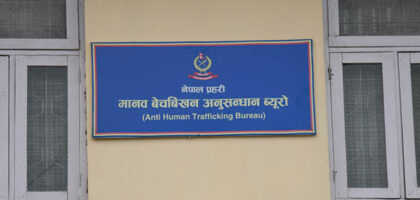 नेपाल प्रहरी
मानव बेचबिखन अनुसन्धान ब्यूरो
(Anti Human Trafficking Bureau)